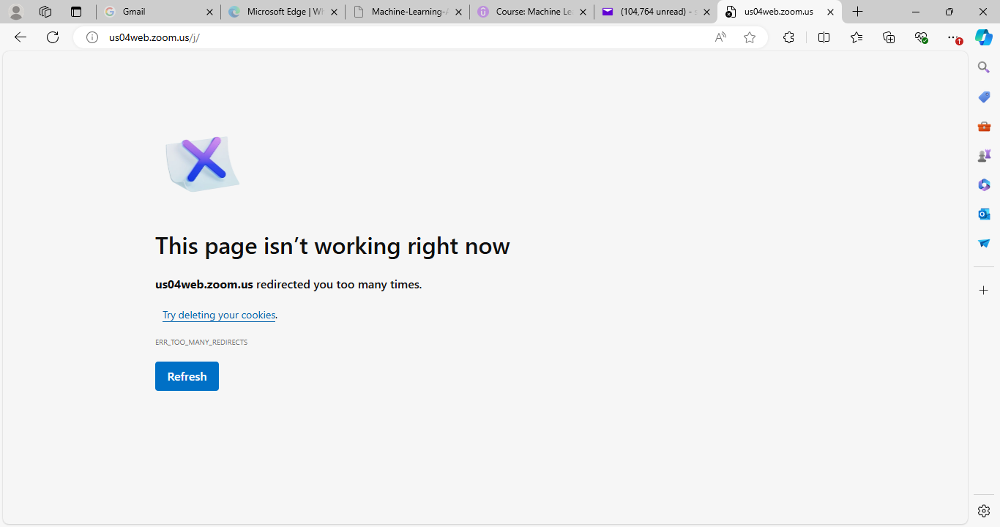 Gmail
Microsoft Edge | Wh
Machine-Learning-
Course: Machine Le
(104,764 unread) -
us04web.zoom.us
us04web.zoom.us/j/
This page isn’t working right now
us04web.zoom.us redirected you too many times.
Try deleting your cookies.
ERR_TOO_MANY_REDIRECTS
Refresh